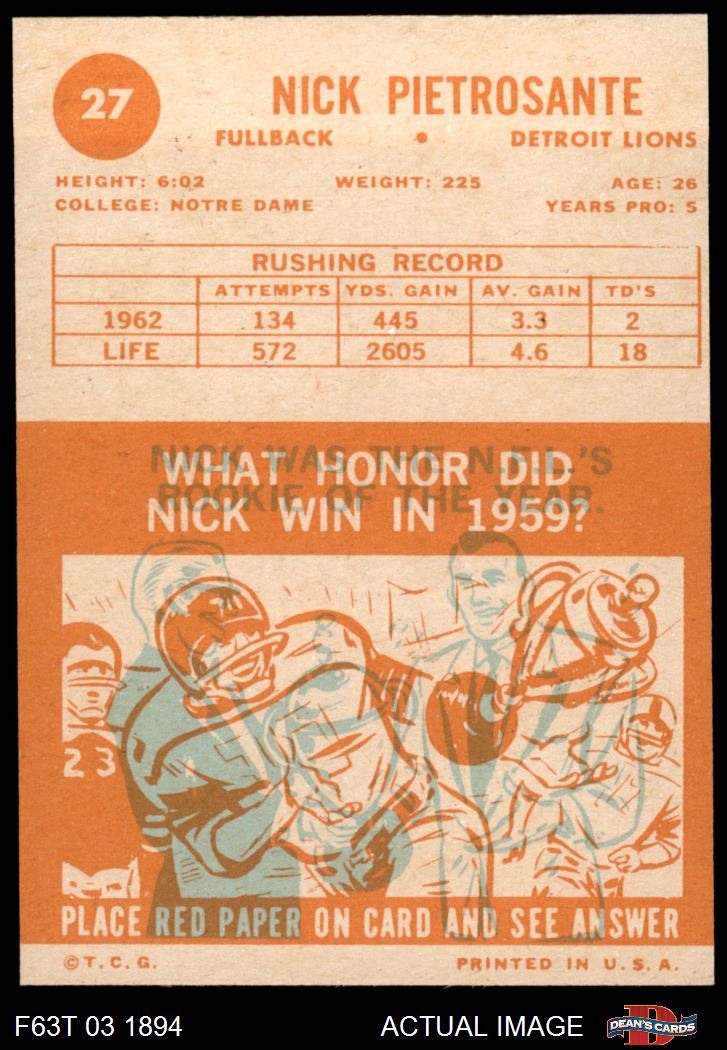 27
NICK PIETROSANTE
FULLBACK • DETROIT LIONS
HEIGHT: 6:02 WEIGHT: 225 AGE: 26
COLLEGE: NOTRE DAME YEARS PRO: 5
RUSHING RECORD
ATTEMPTS YDS. GAIN AV. GAIN TD'S
1962 134 445 3.3 2
LIFE 572 2605 4.6 18
NICK WAS THE N.F.L.'S
ROOKIE OF THE YEAR.
WHAT HONOR DID
NICK WIN IN 1959?
23
PLACE RED PAPER ON CARD AND SEE ANSWER
©T.C.G. PRINTED IN U.S.A.
F63T 03 1894 ACTUAL IMAGE DEAN'S CARDS